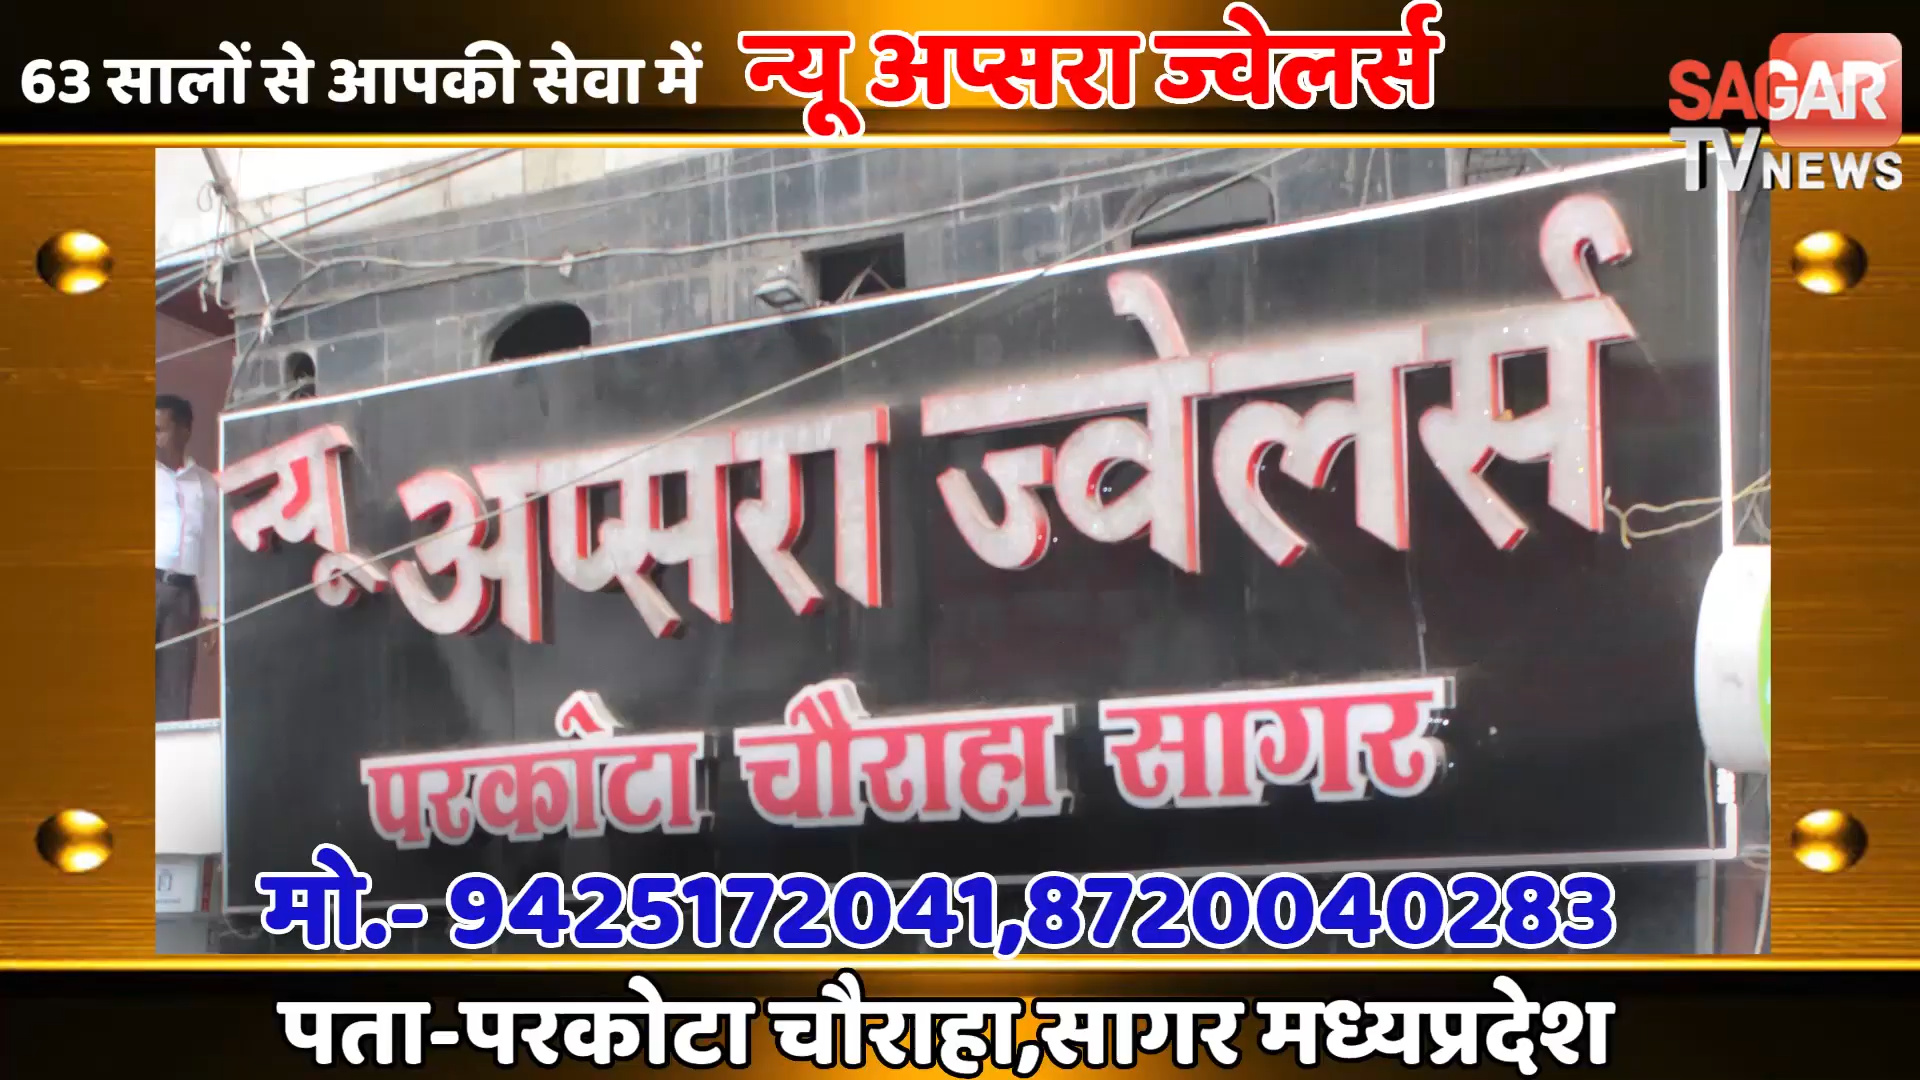 63 सालों से आपकी सेवा में न्यू अप्सरा ज्वेलर्स
SAGAR
TV NEWS
न्यू अप्सरा ज्वेलर्स
परकोटा चौराहा सागर
मो.- 9425172041,8720040283
पता-परकोटा चौराहा,सागर मध्यप्रदेश